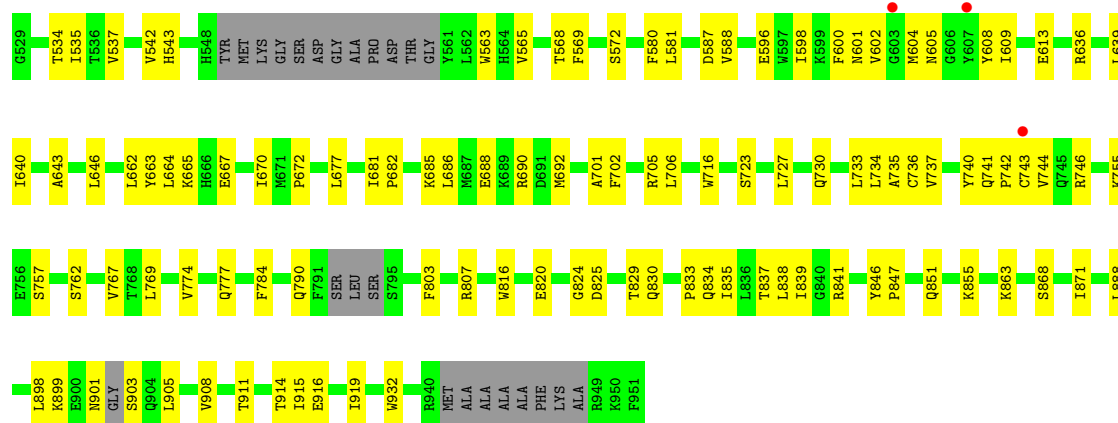 G529 T534 I535 T536 V537 V542 H543 H548 TYR MET LYS GLY SER ASP GLY ALA PRO ASP THR GLY Y561 L562 W563 H564 V565 T568 F569 S572 F580 L581 D587 V588 E596 W597 I598 K599 F600 N601 V602 G603 M604 N605 G606 Y607 Y608 I609 E613 R636 L639
I640 A643 L646 L662 Y663 L664 K665 H666 E667 I670 M671 P672 L677 I681 P682 K685 L686 M687 E688 K689 R690 D691 M692 A701 F702 R705 L706 W716 S723 L727 Q730 L733 L734 A735 C736 V737 Y740 Q741 P742 C743 V744 Q745 R746 K755
E756 S757 S762 V767 T768 L769 V774 Q777 F784 Q790 F791 SER LEU SER S795 F803 R807 W816 E820 G824 D825 T829 Q830 P833 Q834 I835 L836 T837 L838 I839 G840 R841 Y846 P847 Q851 K855 K863 S868 I871 L888
L898 K899 E900 N901 GLY S903 Q904 L905 V908 T911 T914 I915 E916 I919 W932 R940 MET ALA ALA ALA ALA PHE LYS ALA R949 K950 F951